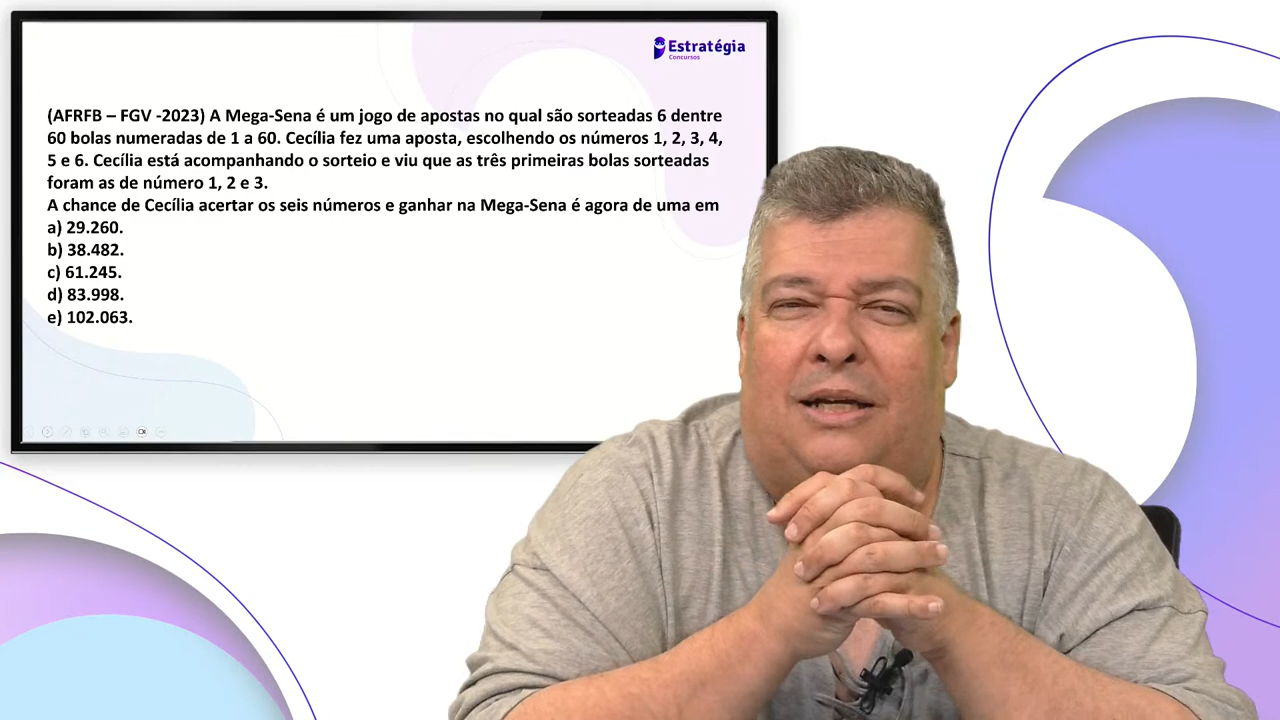 Estratégia
Concursos
(AFRFB – FGV -2023) A Mega-Sena é um jogo de apostas no qual são sorteadas 6 dentre
60 bolas numeradas de 1 a 60. Cecília fez uma aposta, escolhendo os números 1, 2, 3, 4,
5 e 6. Cecília está acompanhando o sorteio e viu que as três primeiras bolas sorteadas
foram as de número 1, 2 e 3.
A chance de Cecília acertar os seis números e ganhar na Mega-Sena é agora de uma em
a) 29.260.
b) 38.482.
c) 61.245.
d) 83.998.
e) 102.063.